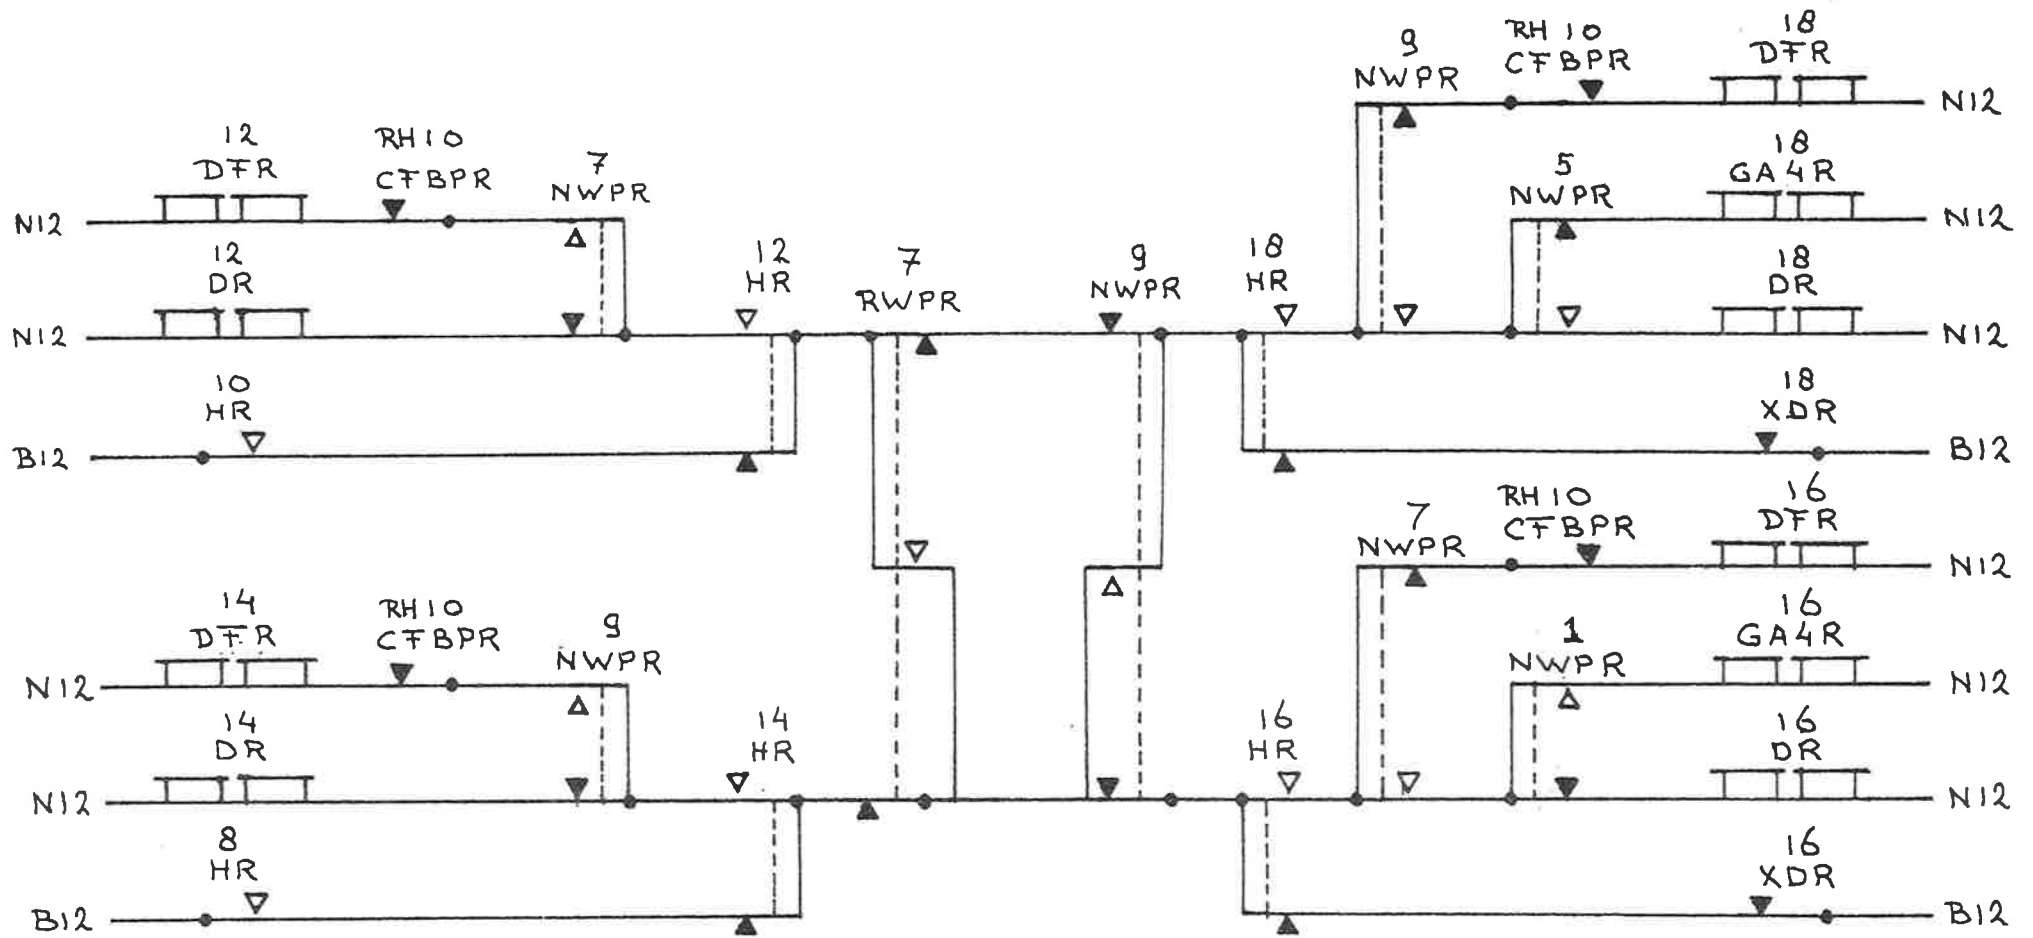 9
NWPR
RH10
CFBPR
18
DFR
N12
12
DFR
RH10
CFBPR
7
NWPR
N12
5
NWPR
18
GA4R
N12
12
DR
N12
12
HR
7
RWPR
9
NWPR
18
HR
18
DR
N12
10
HR
B12
18
XDR
B12
7
NWPR
RH10
CFBPR
16
DFR
N12
14
DFR
RH10
CFBPR
9
NWPR
N12
1
NWPR
16
GA4R
N12
14
DR
N12
14
HR
16
HR
16
DR
N12
8
HR
B12
16
XDR
B12